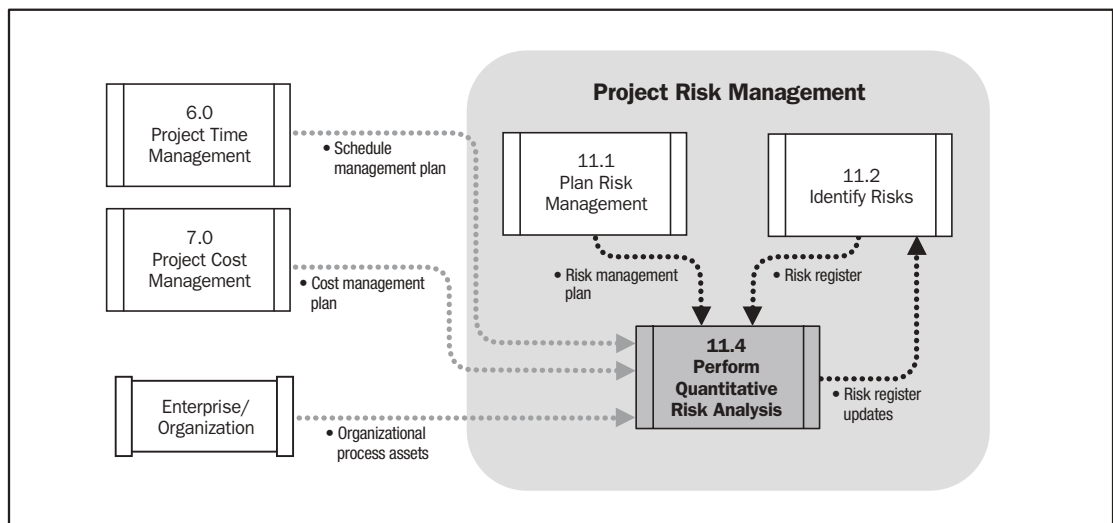 Project Risk Management
6.0
Project Time
Management
• Schedule
management plan
11.1
Plan Risk
Management
11.2
Identify Risks
7.0
Project Cost
Management
• Cost management
plan
• Risk management
plan
• Risk register
11.4
Perform
Quantitative
Risk Analysis
• Risk register
updates
Enterprise/
Organization
• Organizational
process assets